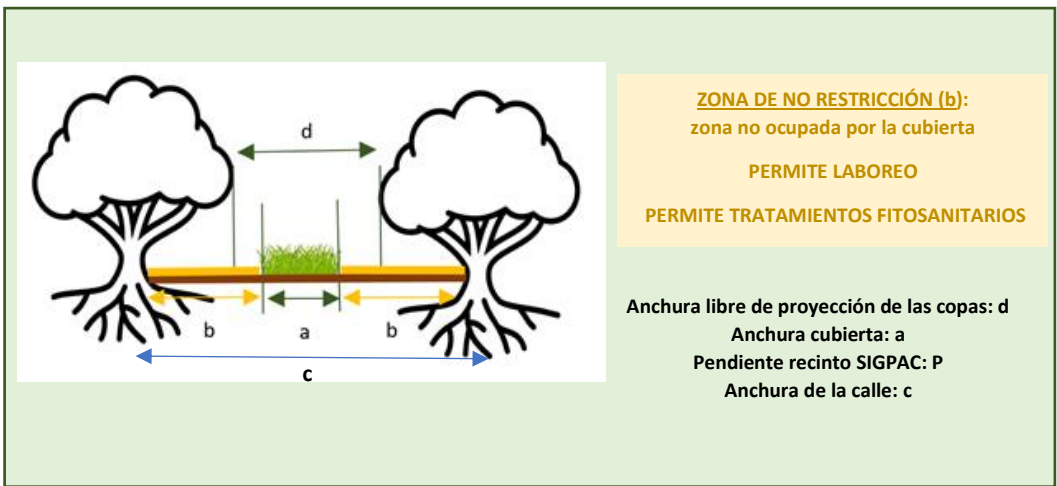 d
b
a
b
c
ZONA DE NO RESTRICCIÓN (b):
zona no ocupada por la cubierta
PERMITE LABOREO
PERMITE TRATAMIENTOS FITOSANITARIOS
Anchura libre de proyección de las copas: d
Anchura cubierta: a
Pendiente recinto SIGPAC: P
Anchura de la calle: c